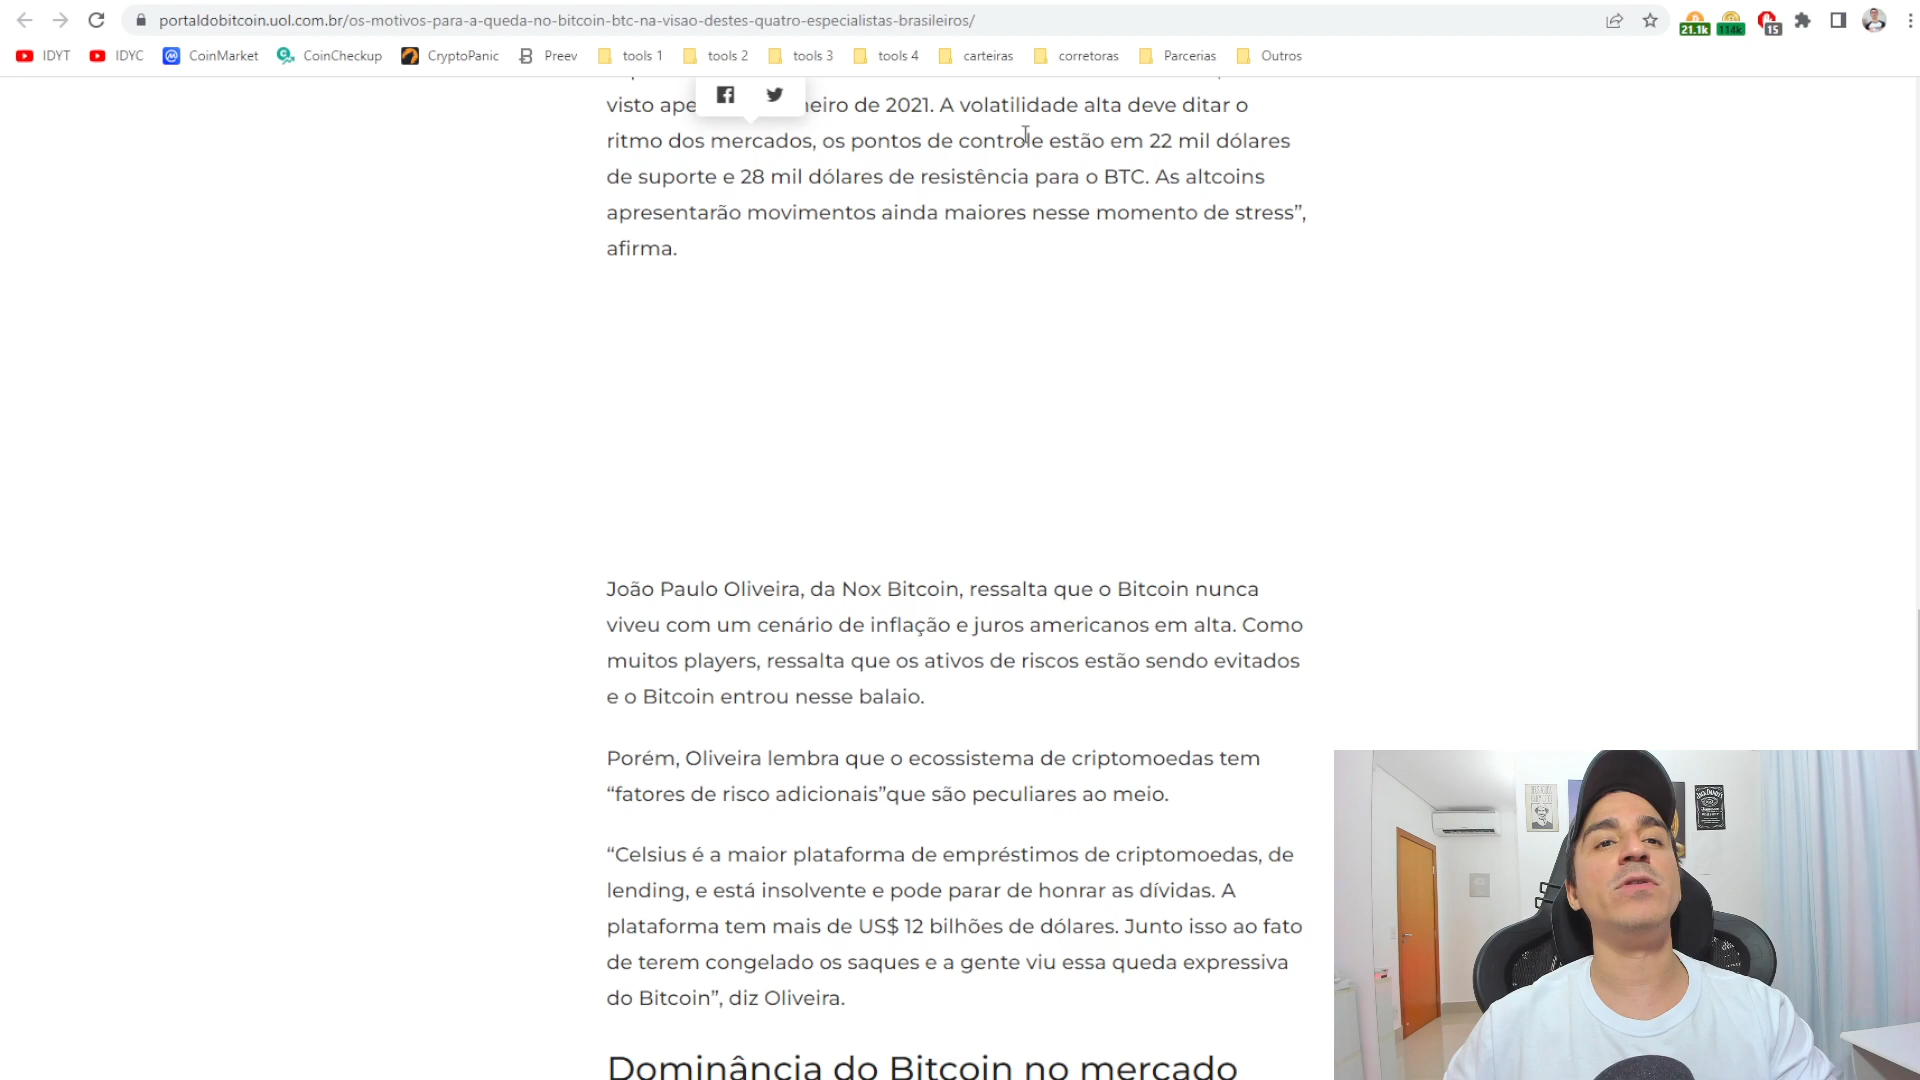 portaldobitcoin.uol.com.br/os-motivos-para-a-queda-no-bitcoin-btc-na-visao-destes-quatro-especialistas-brasileiros/
21.1k 114k 15
IDYT IDYC CoinMarket CoinCheckup CryptoPanic Preev tools 1 tools 2 tools 3 tools 4 carteiras corretoras Parcerias Outros
visto ape neiro de 2021. A volatilidade alta deve ditar o
ritmo dos mercados, os pontos de controle estão em 22 mil dólares
de suporte e 28 mil dólares de resistência para o BTC. As altcoins
apresentarão movimentos ainda maiores nesse momento de stress”,
afirma.
João Paulo Oliveira, da Nox Bitcoin, ressalta que o Bitcoin nunca
viveu com um cenário de inflação e juros americanos em alta. Como
muitos players, ressalta que os ativos de riscos estão sendo evitados
e o Bitcoin entrou nesse balaio.
Porém, Oliveira lembra que o ecossistema de criptomoedas tem
“fatores de risco adicionais”que são peculiares ao meio.
“Celsius é a maior plataforma de empréstimos de criptomoedas, de
lending, e está insolvente e pode parar de honrar as dívidas. A
plataforma tem mais de US$ 12 bilhões de dólares. Junto isso ao fato
de terem congelado os saques e a gente viu essa queda expressiva
do Bitcoin”, diz Oliveira.
Dominância do Bitcoin no mercado